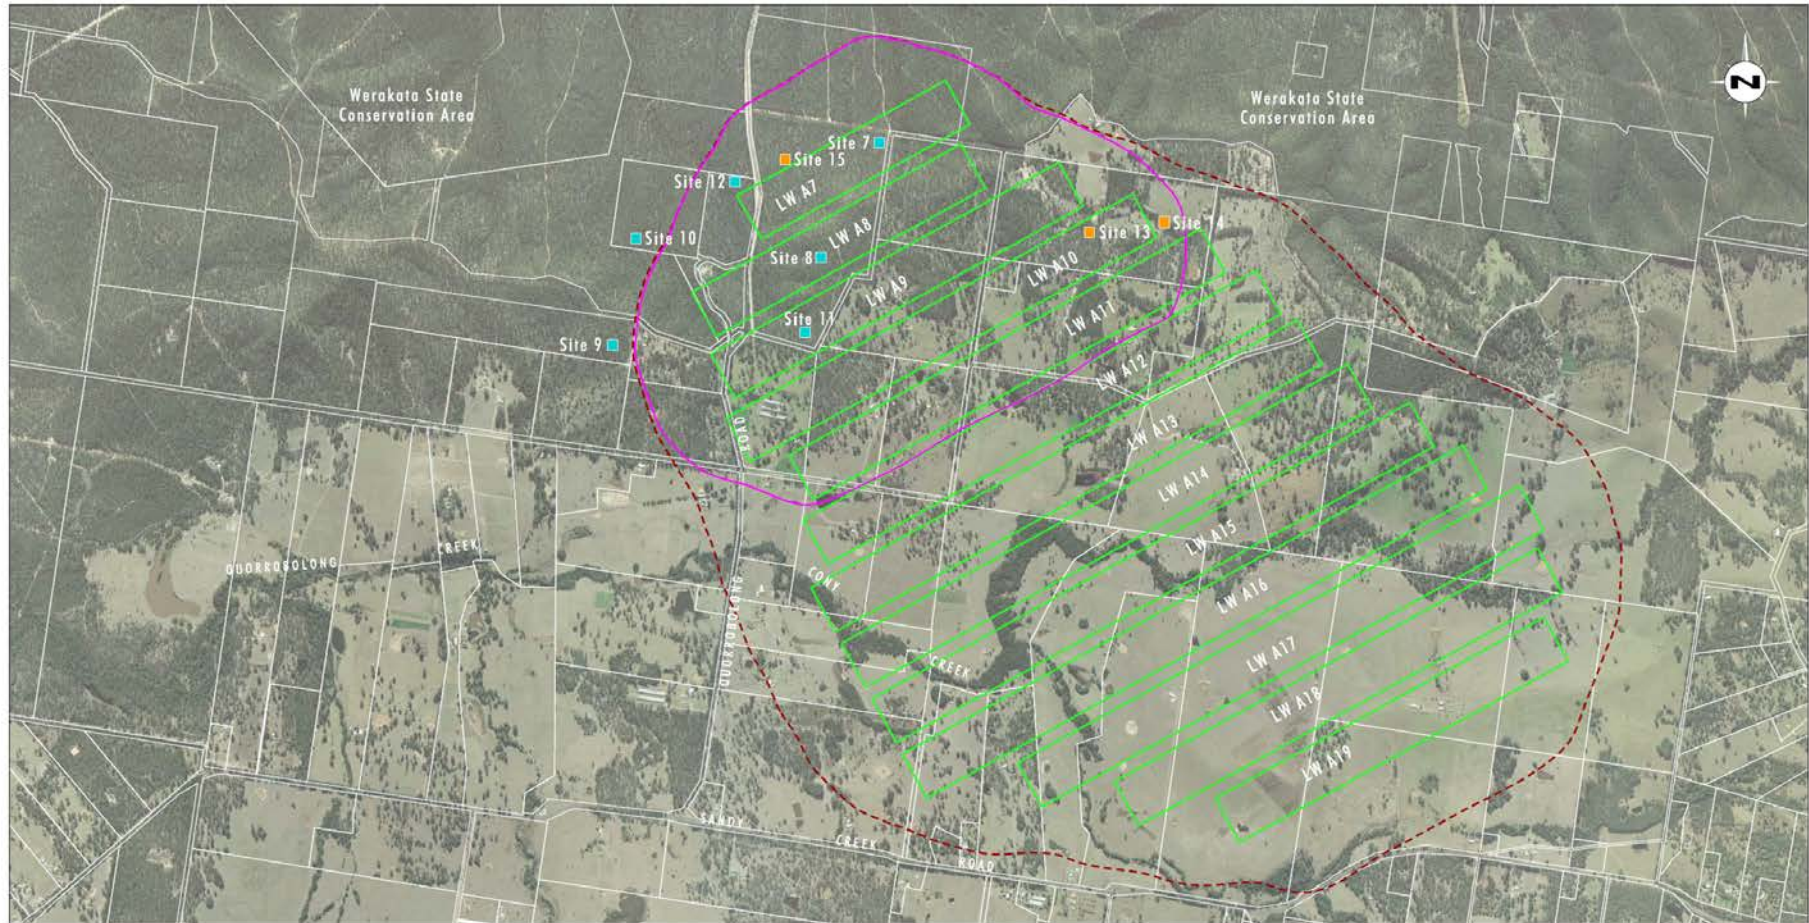 Werakata State
Conservation Area
Werakata State
Conservation Area
N
Site 7
Site 15
Site 12
LW A7
Site 14
Site 13
Site 10
LW A8
Site 8
LW A10
LW A9
LW A11
Site 11
Site 9
LW A12
ROAD
LW A13
LW A14
LW A15
CREEK
QUORROBOLONG
CONY
LW A16
QUORROBOLONG
CREEK
LW A17
LW A18
LW A19
SANDY
CREEK
ROAD